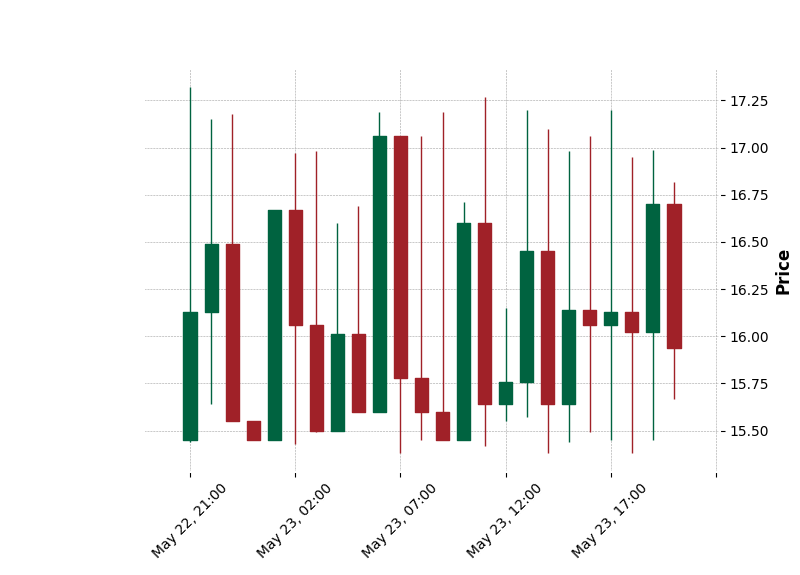 17.25
17.00
16.75
16.50
16.25
16.00
15.75
15.50
Price
May 22, 21:00
May 23, 02:00
May 23, 07:00
May 23, 12:00
May 23, 17:00